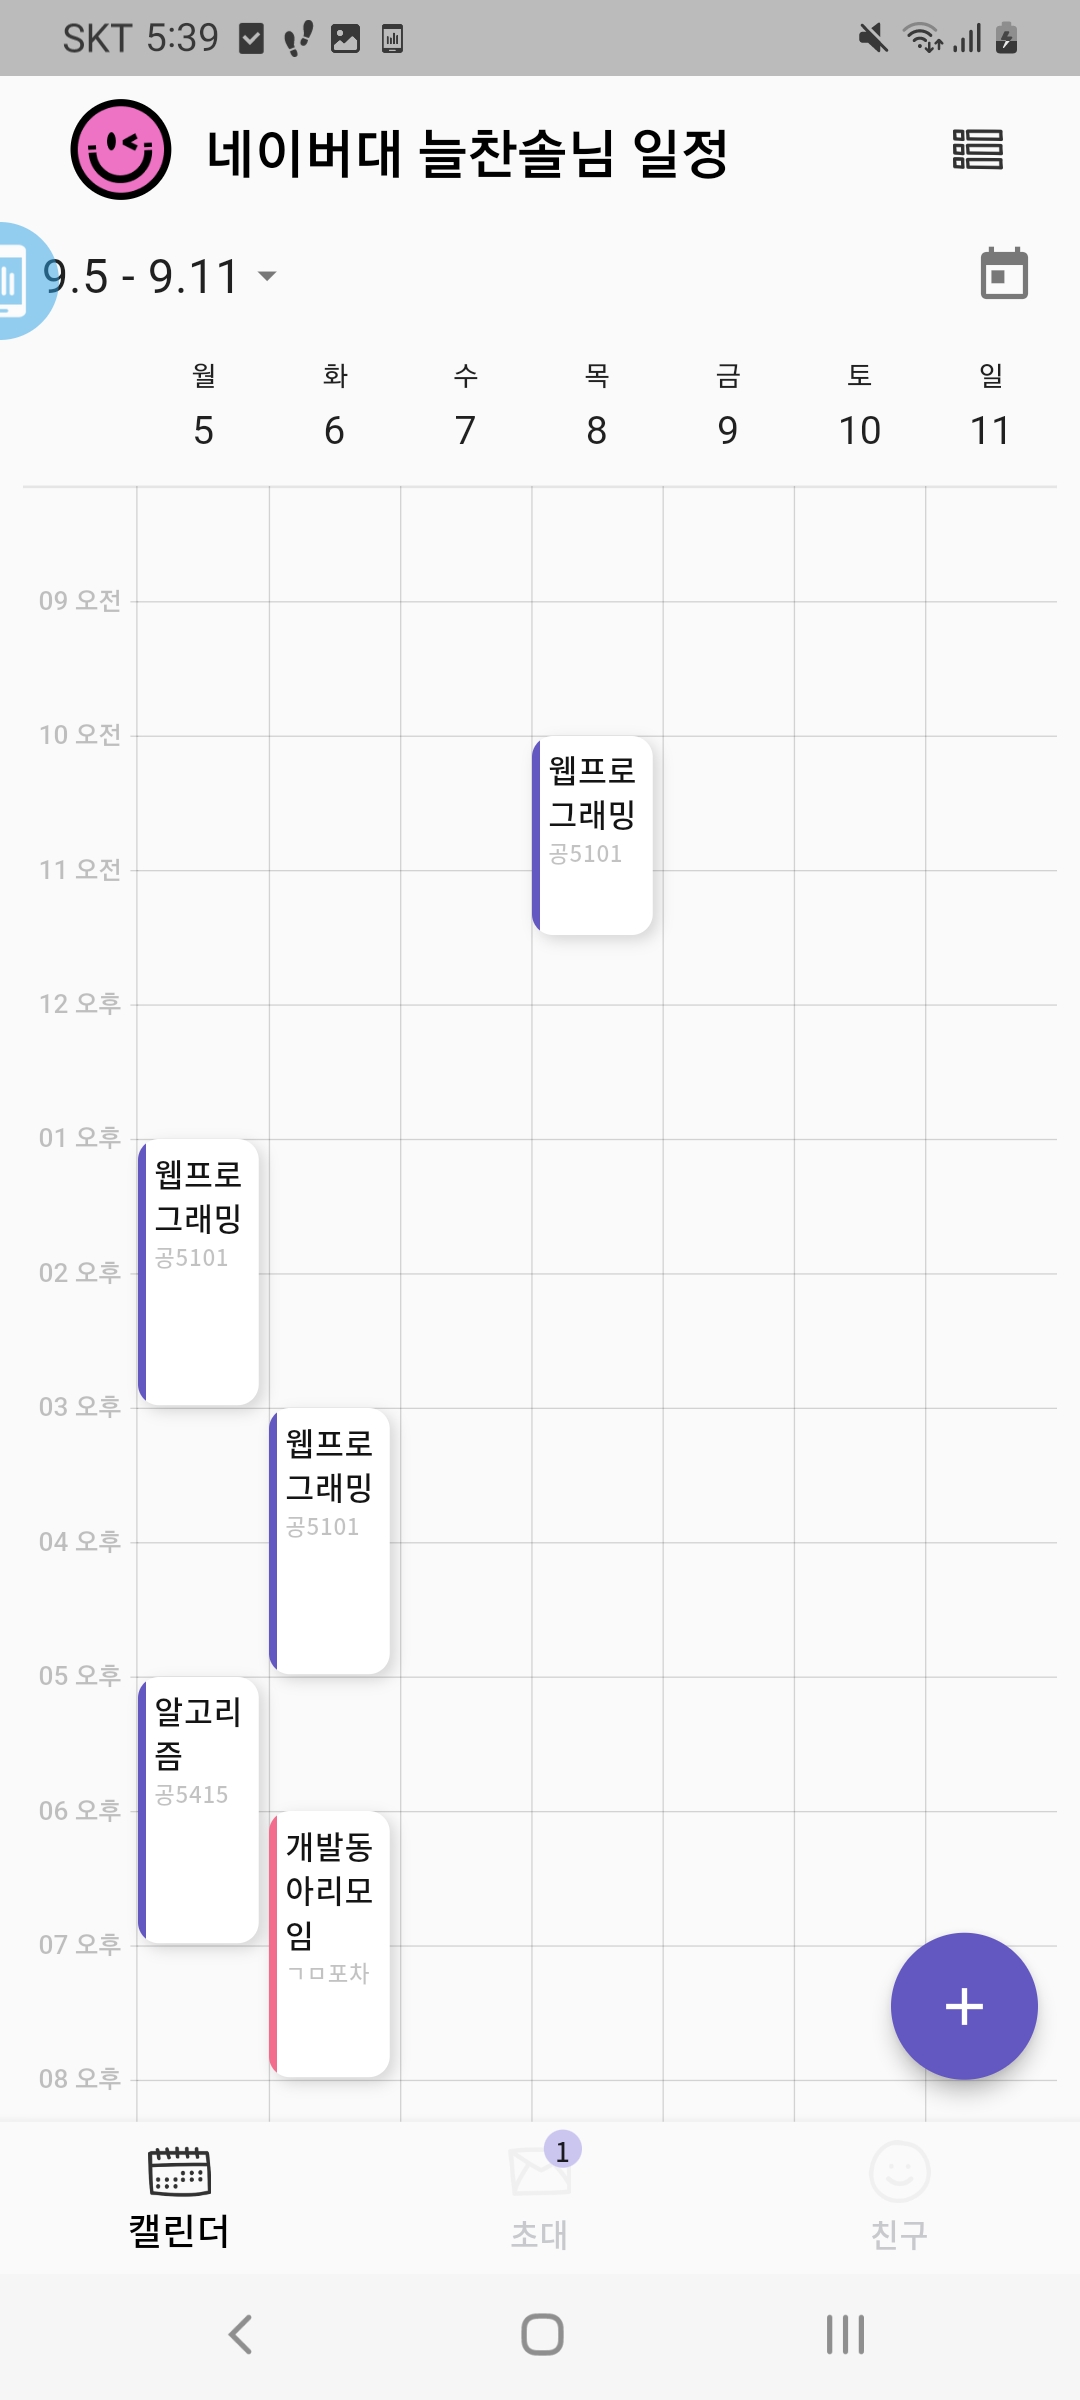 SKT 5:39
네이버대 늘찬솔님 일정
9.5 - 9.11
월 화 수 목 금 토 일
5 6 7 8 9 10 11
09 오전
10 오전
웹프로
그래밍
공5101
11 오전
12 오후
01 오후
웹프로
그래밍
공5101
02 오후
03 오후
웹프로
그래밍
공5101
04 오후
05 오후
알고리
즘
공5415
06 오후
개발동
아리모
임
ㄱㅁ포차
07 오후
08 오후
1
캘린더 초대 친구